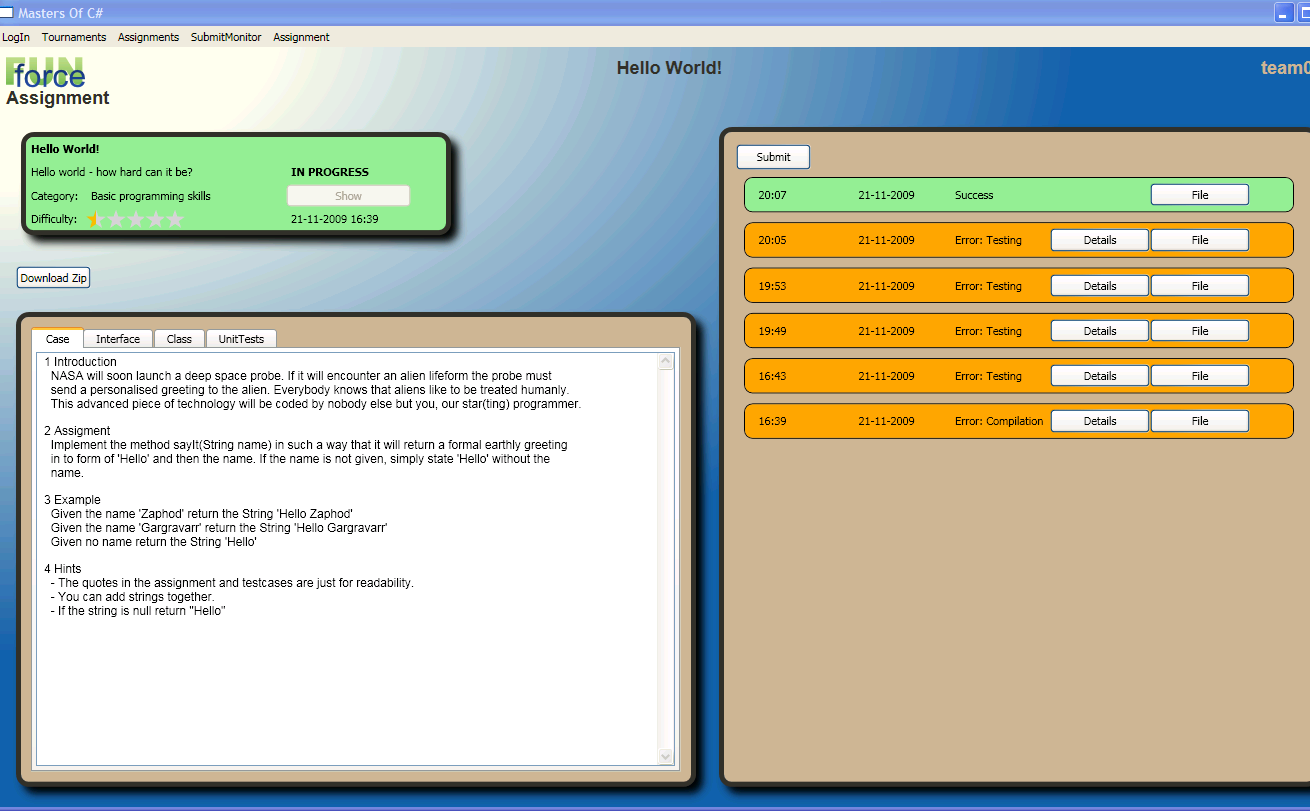 Masters Of C#
LogIn Tournaments Assignments SubmitMonitor Assignment
FUN
force
Assignment
Hello World!
team0
Hello World!
Hello world - how hard can it be? IN PROGRESS
Category: Basic programming skills Show
Difficulty: 21-11-2009 16:39
Download Zip
Case Interface Class UnitTests
1 Introduction
NASA will soon launch a deep space probe. If it will encounter an alien lifeform the probe must
send a personalised greeting to the alien. Everybody knows that aliens like to be treated humanly.
This advanced piece of technology will be coded by nobody else but you, our star(ting) programmer.
2 Assigment
Implement the method sayIt(String name) in such a way that it will return a formal earthly greeting
in to form of 'Hello' and then the name. If the name is not given, simply state 'Hello' without the
name.
3 Example
Given the name 'Zaphod' return the String 'Hello Zaphod'
Given the name 'Gargravarr' return the String 'Hello Gargravarr'
Given no name return the String 'Hello'
4 Hints
- The quotes in the assignment and testcases are just for readability.
- You can add strings together.
- If the string is null return "Hello"
Submit
20:07 21-11-2009 Success File
20:05 21-11-2009 Error: Testing Details File
19:53 21-11-2009 Error: Testing Details File
19:49 21-11-2009 Error: Testing Details File
16:43 21-11-2009 Error: Testing Details File
16:39 21-11-2009 Error: Compilation Details File